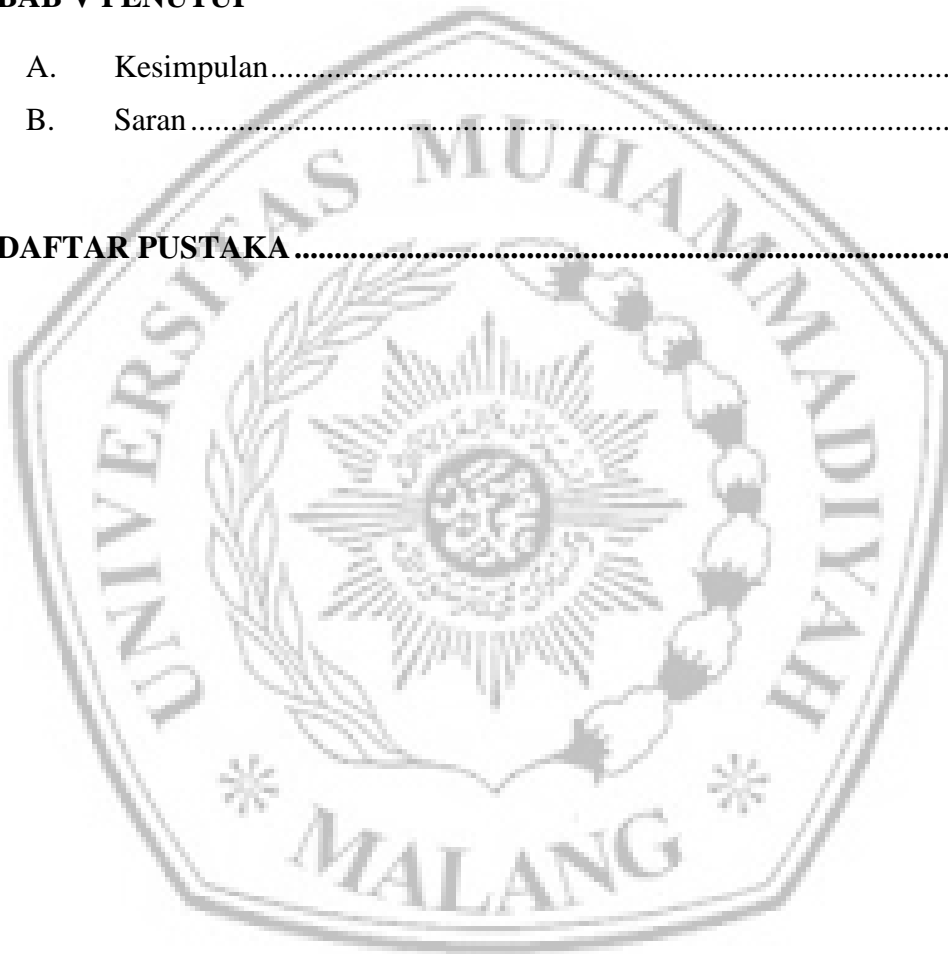 BAB V PENUTUP
A. Kesimpulan
B. Saran
DAFTAR PUSTAKA
UNIVERSITAS MUHAMMADIYAH
MALANG